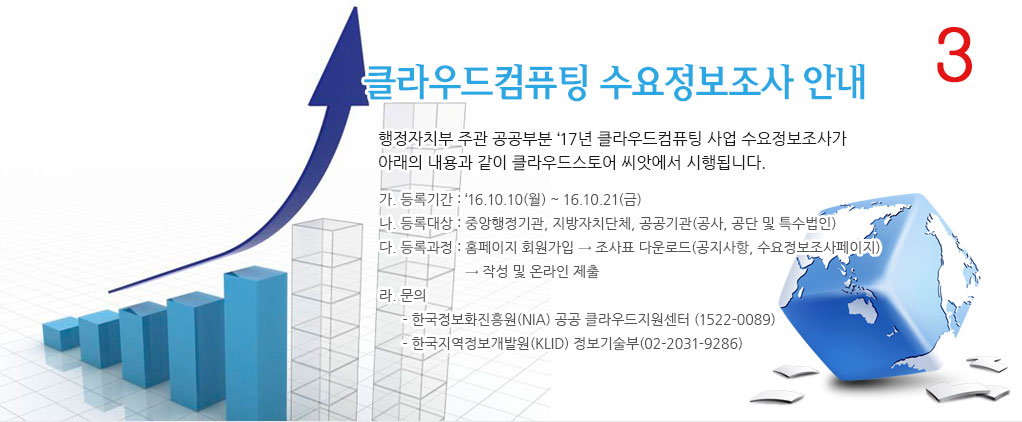 3
클라우드컴퓨팅 수요정보조사 안내
행정자치부 주관 공공부분 ‘17년 클라우드컴퓨팅 사업 수요정보조사가
아래의 내용과 같이 클라우드스토어 씨앗에서 시행됩니다.
가. 등록기간 : ‘16.10.10(월) ~ 16.10.21(금)
나. 등록대상 : 중앙행정기관, 지방자치단체, 공공기관(공사, 공단 및 특수법인)
다. 등록과정 : 홈페이지 회원가입 → 조사표 다운로드(공지사항, 수요정보조사페이지)
→ 작성 및 온라인 제출
라. 문의
- 한국정보화진흥원(NIA) 공공 클라우드지원센터 (1522-0089)
- 한국지역정보개발원(KLID) 정보기술부(02-2031-9286)